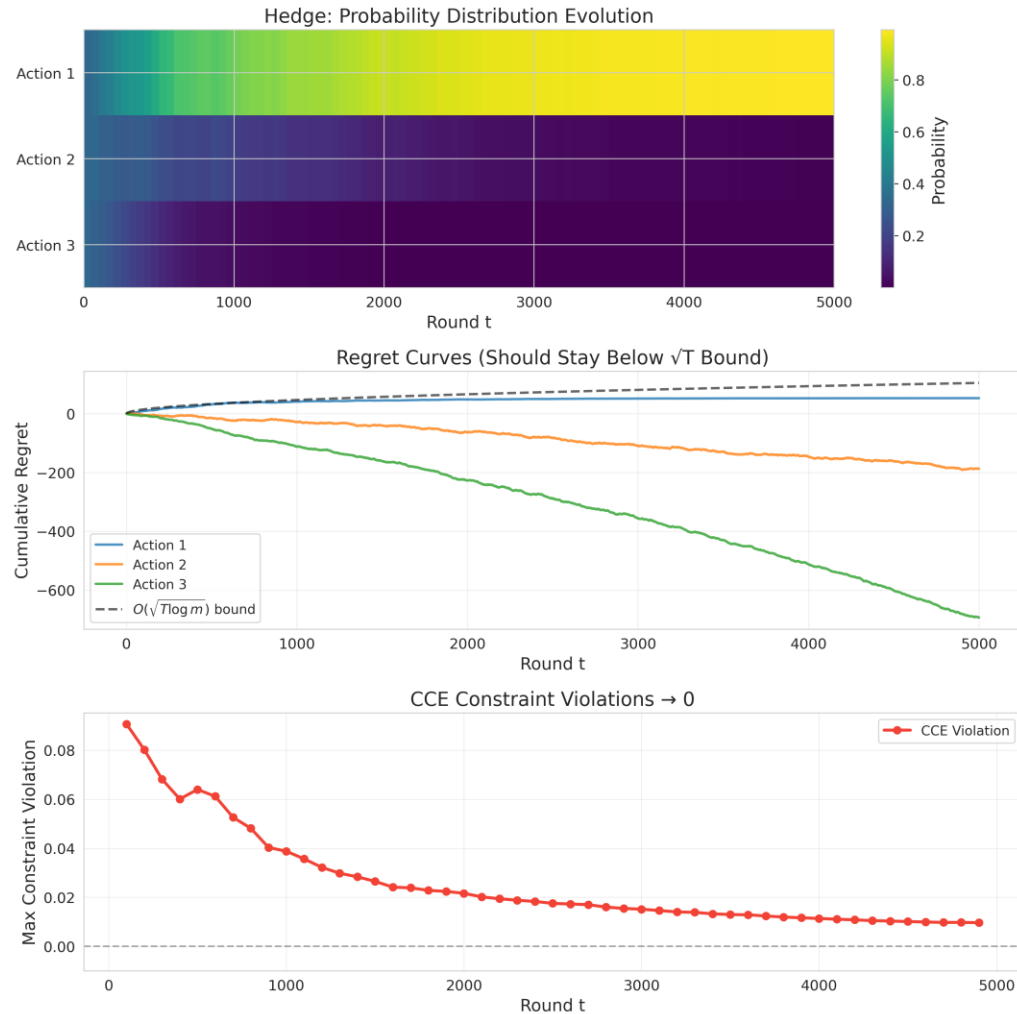 Hedge: Probability Distribution Evolution
Action 1
Action 2
Action 3
0 1000 2000 3000 4000 5000
Round t
0.8
0.6
0.4
0.2
Probability
Regret Curves (Should Stay Below √T Bound)
Cumulative Regret
0
−200
−400
−600
Action 1
Action 2
Action 3
O(√T log m) bound
0 1000 2000 3000 4000 5000
Round t
CCE Constraint Violations → 0
Max Constraint Violation
0.08
0.06
0.04
0.02
0.00
CCE Violation
0 1000 2000 3000 4000 5000
Round t